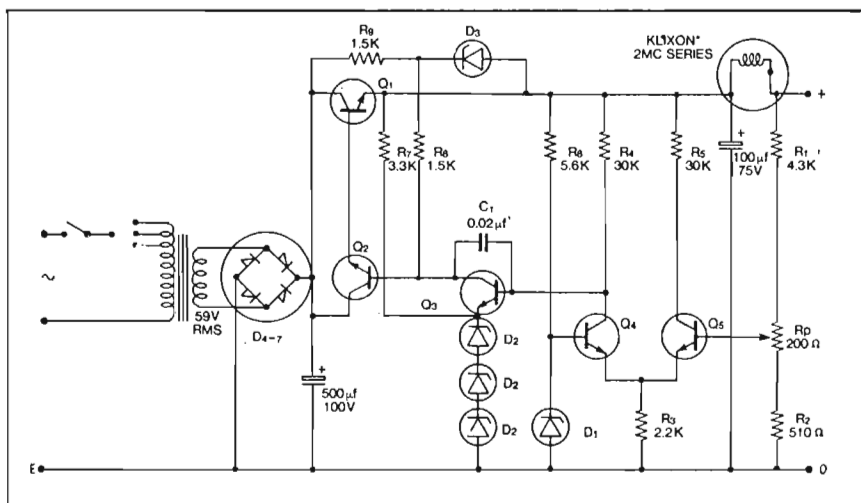 R9
1.5K
D3
KLIXON*
2MC SERIES
Q1
+
R7
3.3K
R8
1.5K
R6
5.6K
R4
30K
R5
30K
+
100µf
75V
R1
4.3K
C1
0.02µf
Q2
Q3
~
59V
RMS
D4-7
D2
Q4
Q5
Rp
200 Ω
D2
+
500µf
100V
D2
D1
R3
2.2K
R2
510 Ω
E
0